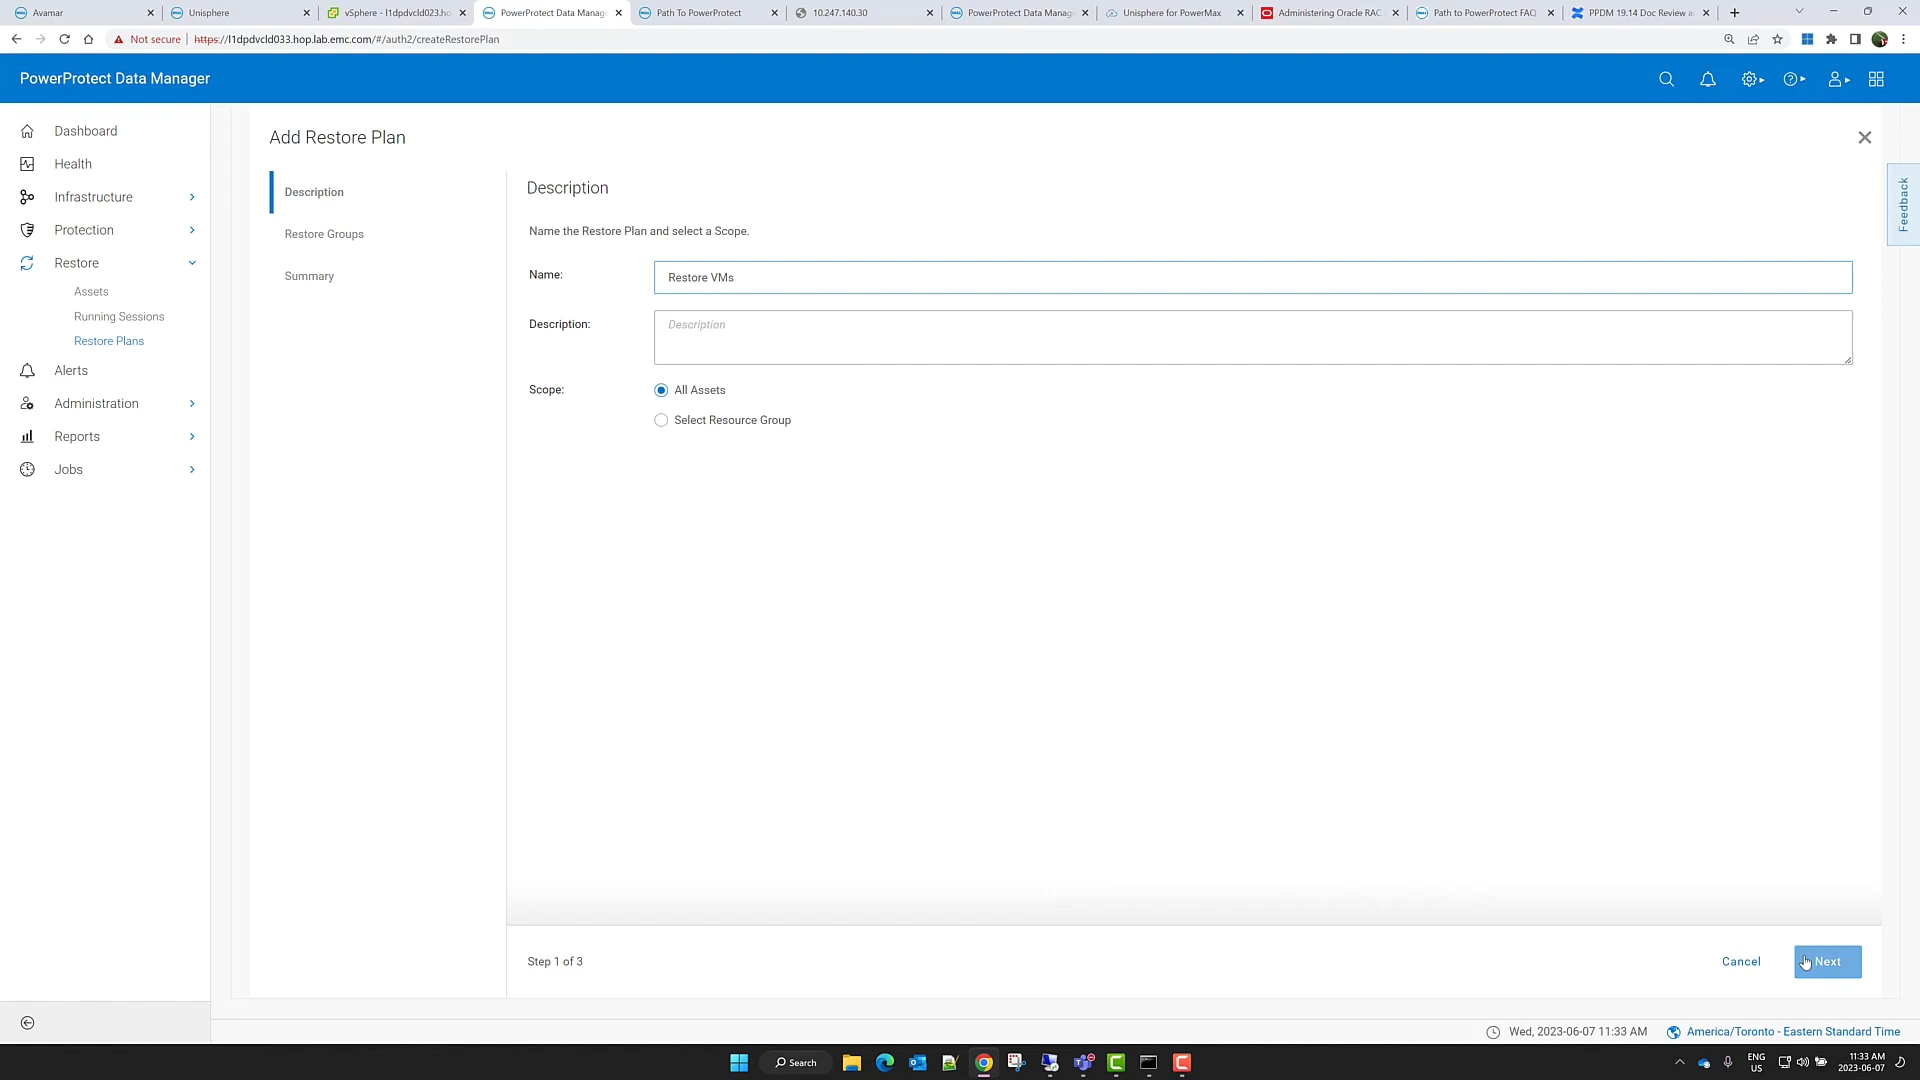 Avamar
Unisphere
vSphere - l1dpdvcld023.ho
PowerProtect Data Manag
Path To PowerProtect
10.247.140.30
PowerProtect Data Manag
Unisphere for PowerMax
Administering Oracle RAC
Path to PowerProtect FAQ
PPDM 19.14 Doc Review a
Not secure
https://l1dpdvcld033.hop.lab.emc.com/#/auth2/createRestorePlan
PowerProtect Data Manager
Dashboard
Health
Infrastructure
Protection
Restore
Assets
Running Sessions
Restore Plans
Alerts
Administration
Reports
Jobs
Add Restore Plan
Description
Restore Groups
Summary
Description
Name the Restore Plan and select a Scope.
Name:
Restore VMs
Description:
Description
Scope:
All Assets
Select Resource Group
Feedback
Step 1 of 3
Cancel
Next
Wed, 2023-06-07 11:33 AM
America/Toronto - Eastern Standard Time
Search
ENG
US
11:33 AM
2023-06-07